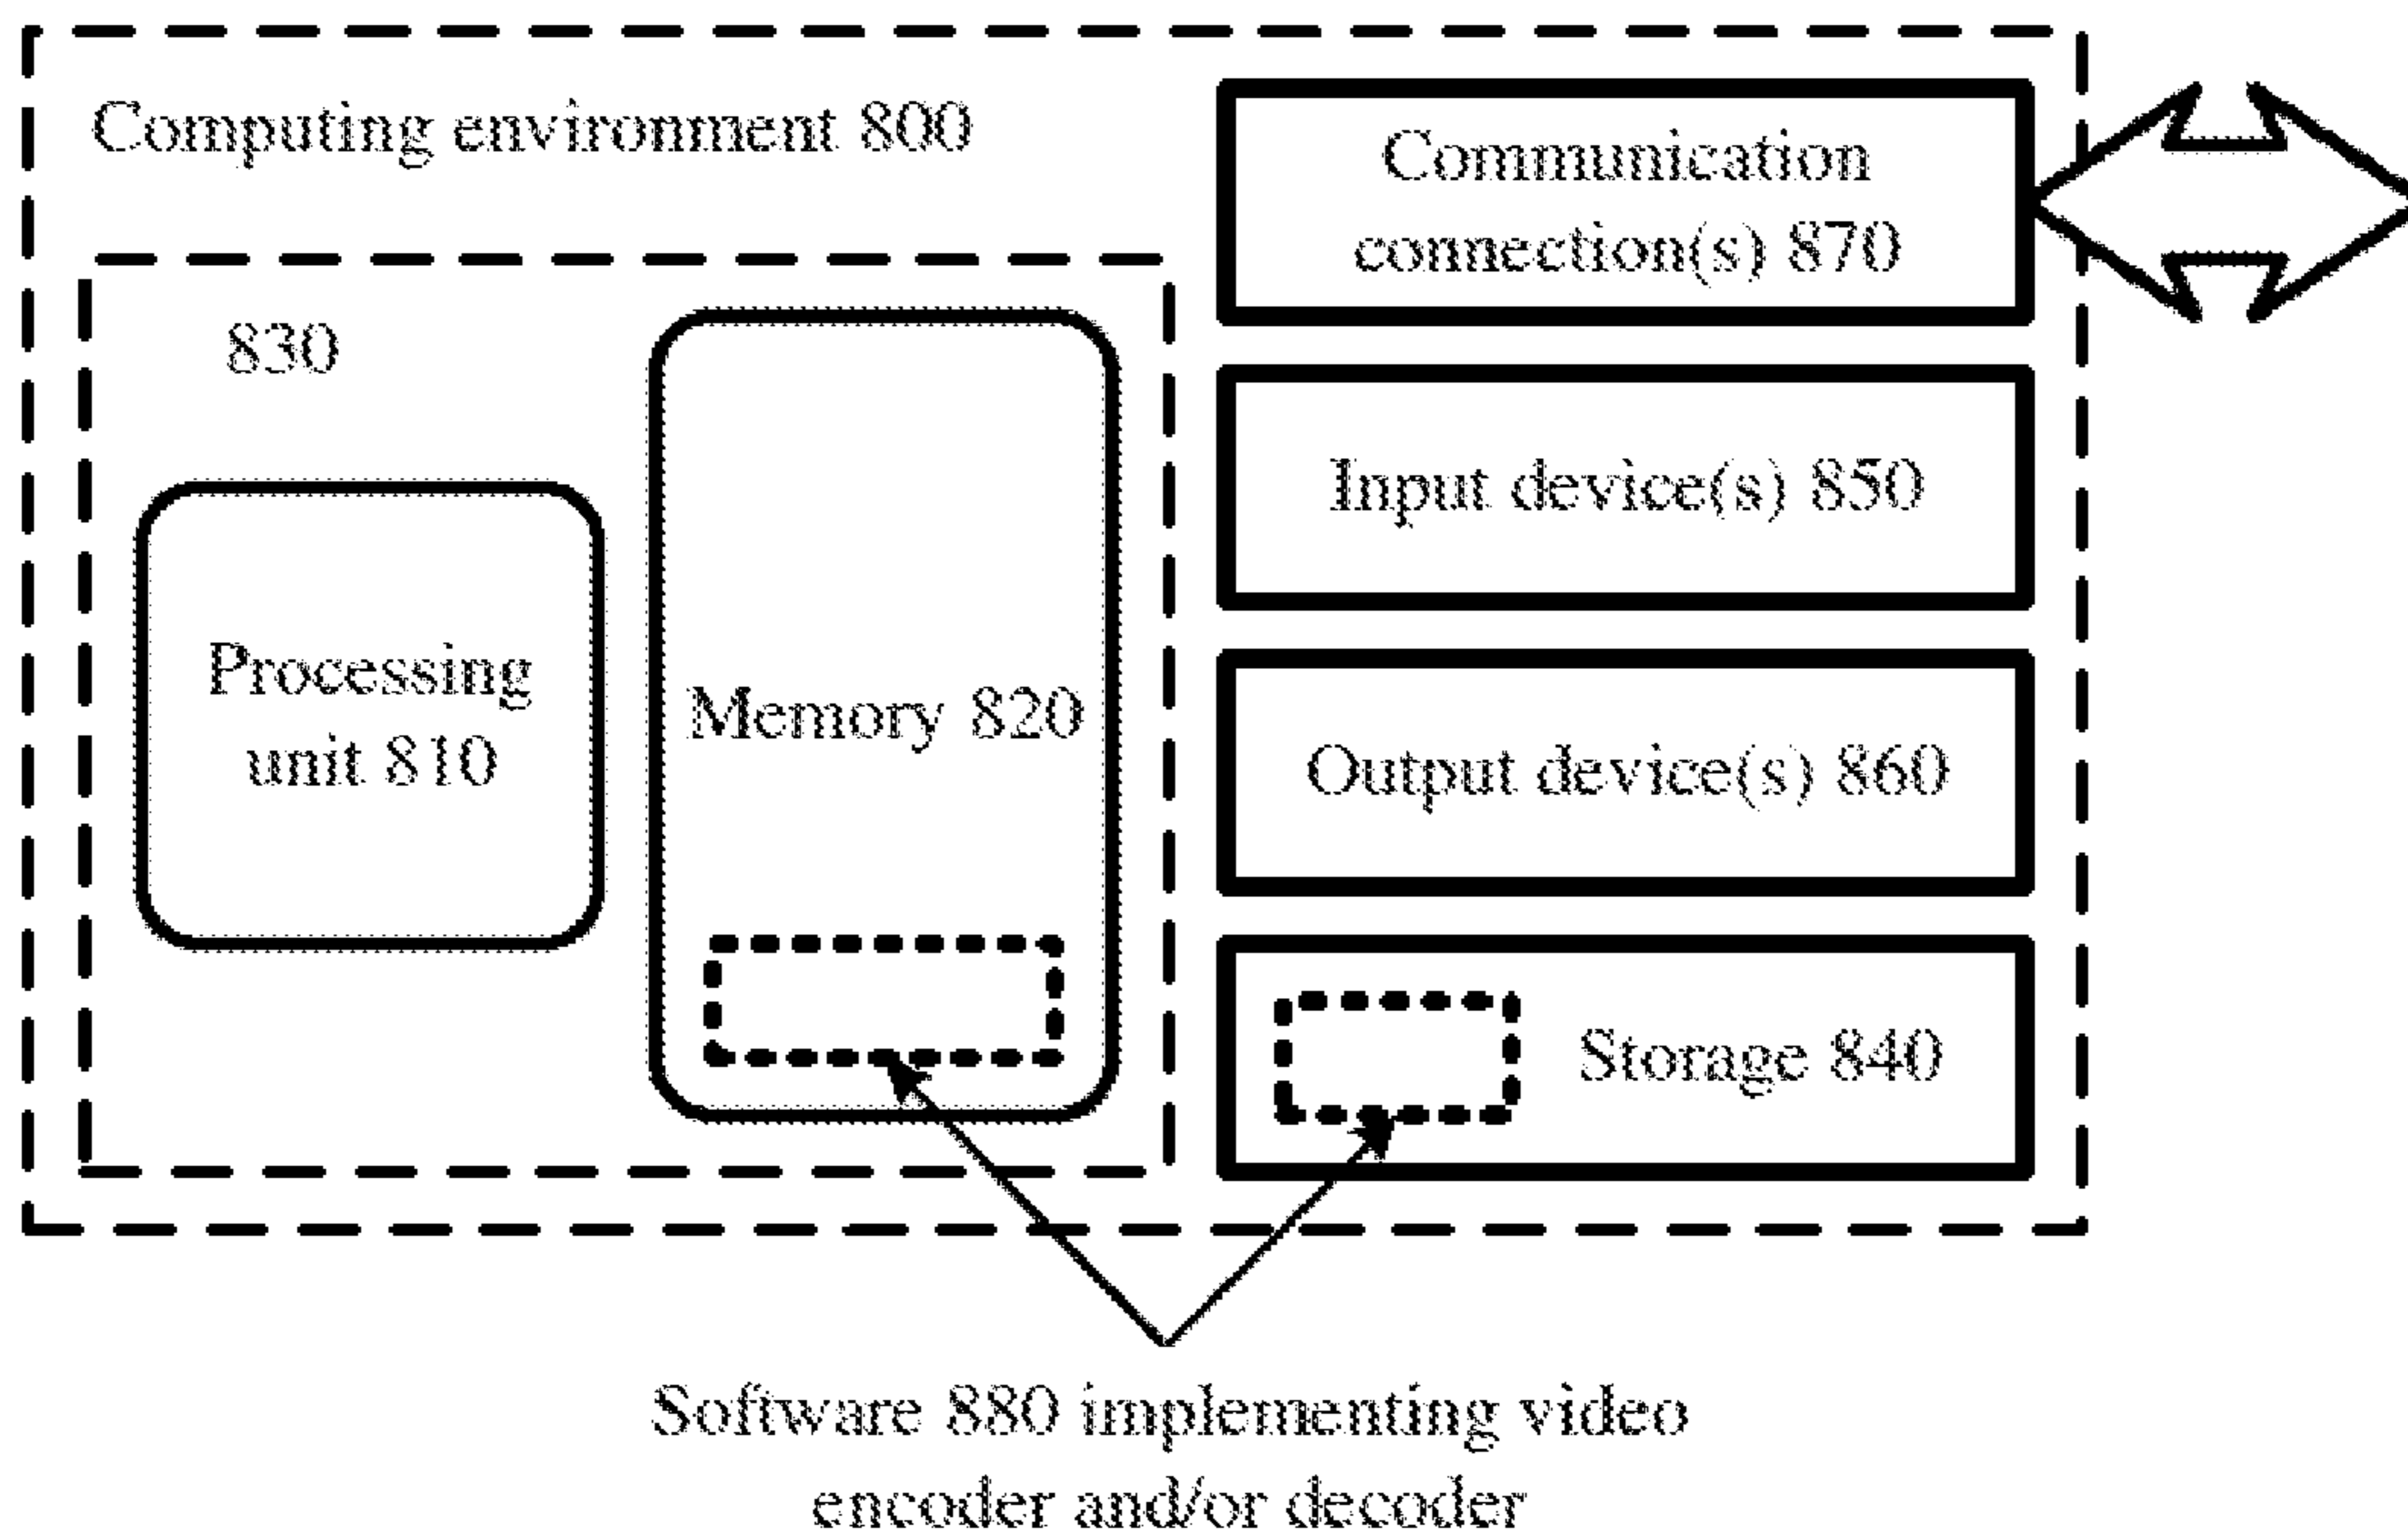 Computing environment 800
Communication
connection(s) 870
830
Input device(s) 850
Processing
unit 810
Memory 820
Output device(s) 860
Storage 840
Software 880 implementing video
encoder and/or decoder